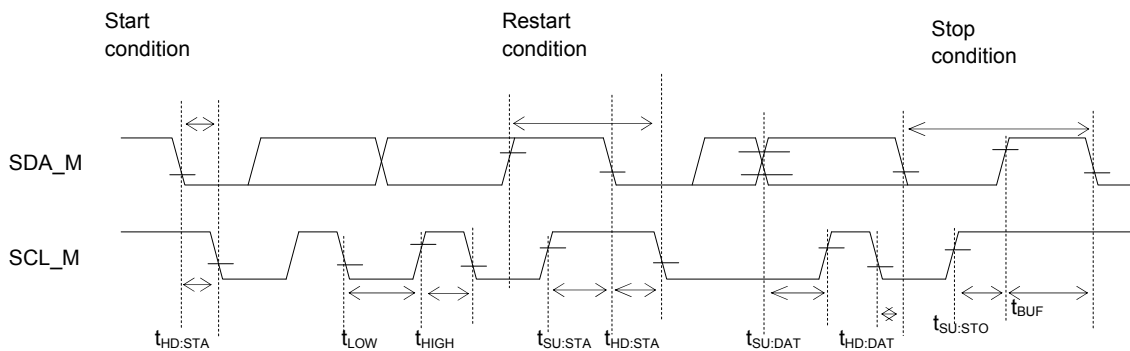 Start
condition
Restart
condition
Stop
condition
SDA_M
SCL_M
tHD:STA
tLOW
tHIGH
tSU:STA
tHD:STA
tSU:DAT
tHD:DAT
tSU:STO
tBUF